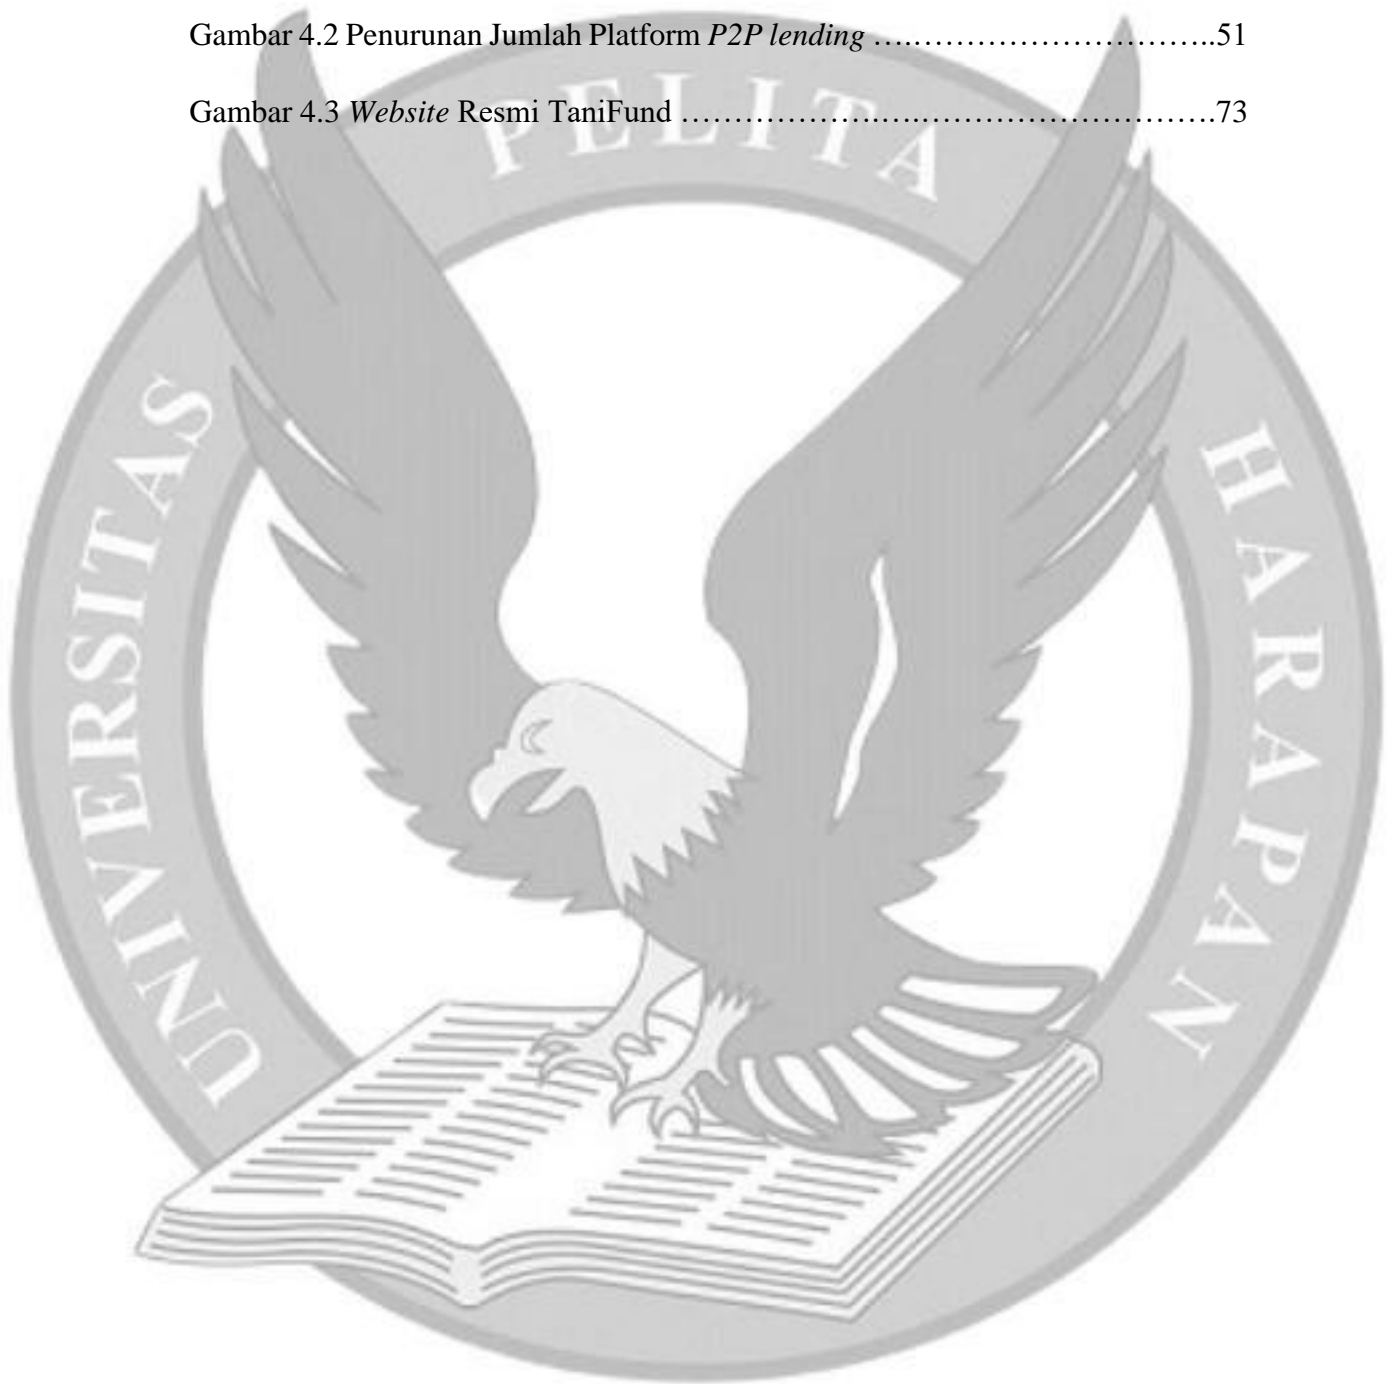 Gambar 4.2 Penurunan Jumlah Platform P2P lending ….………………………..51
Gambar 4.3 Website Resmi TaniFund ……………….….……………………….73
UNIVERSITAS PELITA HARAPAN